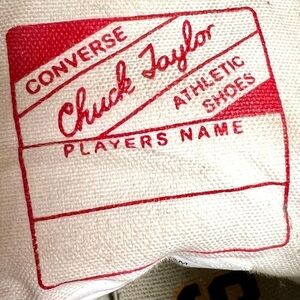 CONVERSE
Chuck Taylor
ATHLETIC
SHOES
PLAYERS NAME